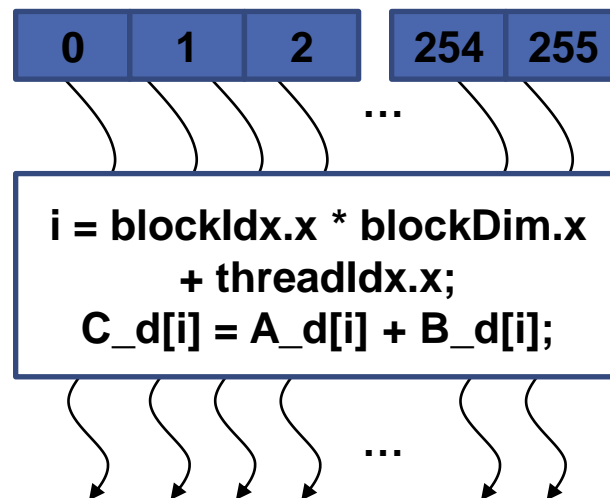 0 1 2 254 255
...
i = blockIdx.x * blockDim.x
+ threadIdx.x;
C_d[i] = A_d[i] + B_d[i];
...